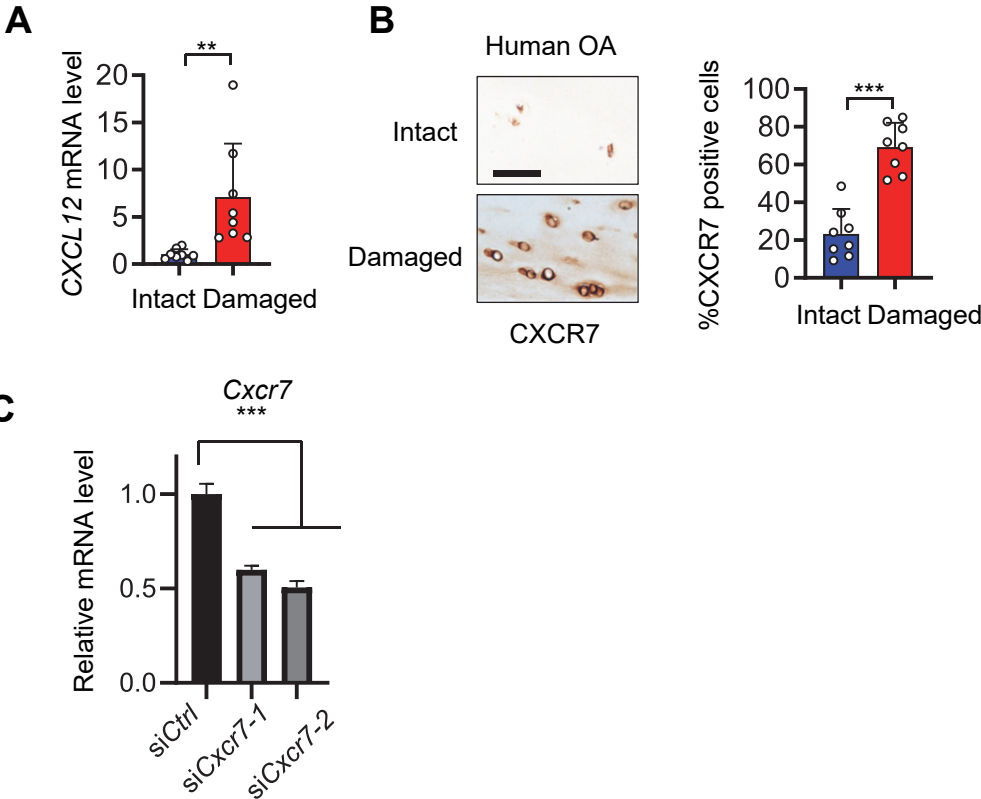 A
CXCL12 mRNA level
**
20
15
10
5
0
Intact Damaged
B
Human OA
Intact
Damaged
CXCR7
%CXCR7 positive cells
***
100
80
60
40
20
0
Intact Damaged
C
Cxcr7
***
Relative mRNA level
1.0
0.5
0.0
siCtrl
siCxcr7-1
siCxcr7-2